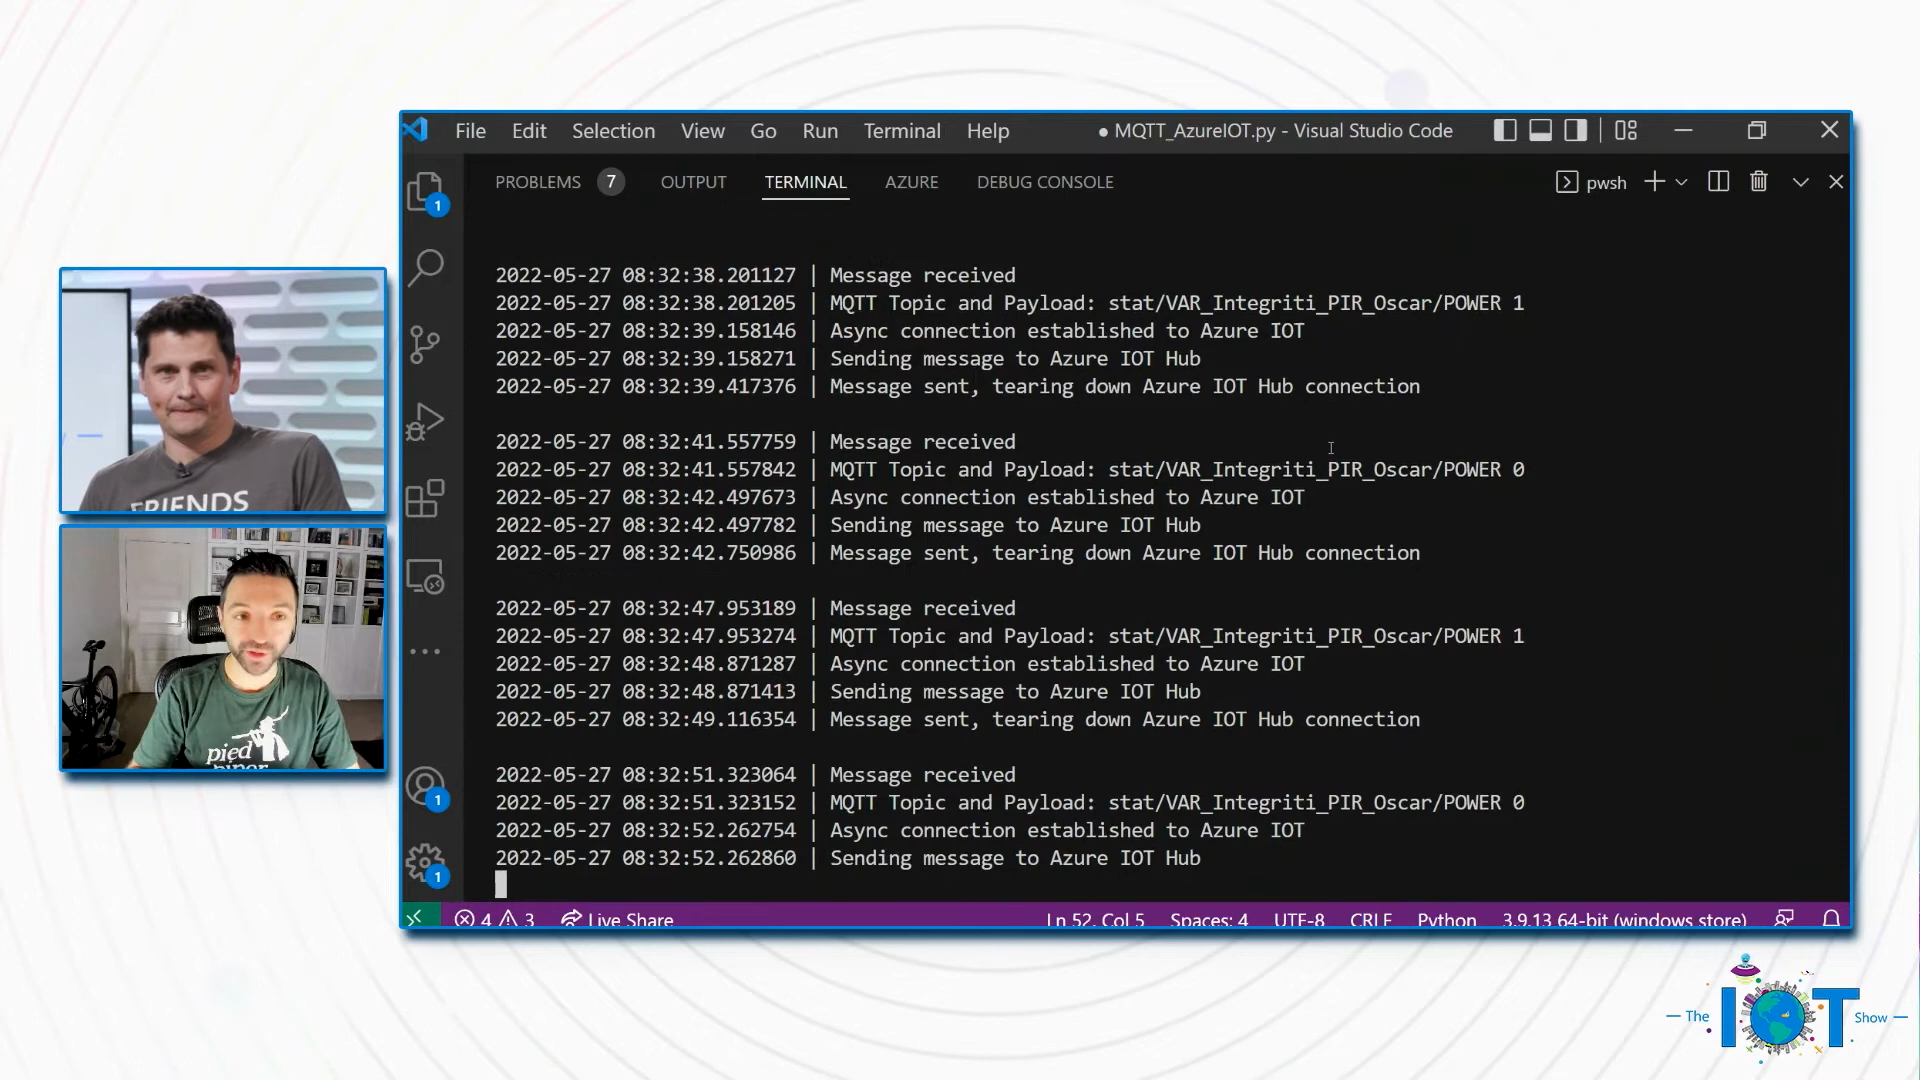 File Edit Selection View Go Run Terminal Help ● MQTT_AzureIOT.py - Visual Studio Code
PROBLEMS 7 OUTPUT TERMINAL AZURE DEBUG CONSOLE pwsh
1
2022-05-27 08:32:38.201127 | Message received
2022-05-27 08:32:38.201205 | MQTT Topic and Payload: stat/VAR_Integriti_PIR_Oscar/POWER 1
2022-05-27 08:32:39.158146 | Async connection established to Azure IOT
2022-05-27 08:32:39.158271 | Sending message to Azure IOT Hub
2022-05-27 08:32:39.417376 | Message sent, tearing down Azure IOT Hub connection
2022-05-27 08:32:41.557759 | Message received
2022-05-27 08:32:41.557842 | MQTT Topic and Payload: stat/VAR_Integriti_PIR_Oscar/POWER 0
2022-05-27 08:32:42.497673 | Async connection established to Azure IOT
2022-05-27 08:32:42.497782 | Sending message to Azure IOT Hub
2022-05-27 08:32:42.750986 | Message sent, tearing down Azure IOT Hub connection
2022-05-27 08:32:47.953189 | Message received
2022-05-27 08:32:47.953274 | MQTT Topic and Payload: stat/VAR_Integriti_PIR_Oscar/POWER 1
2022-05-27 08:32:48.871287 | Async connection established to Azure IOT
2022-05-27 08:32:48.871413 | Sending message to Azure IOT Hub
2022-05-27 08:32:49.116354 | Message sent, tearing down Azure IOT Hub connection
2022-05-27 08:32:51.323064 | Message received
2022-05-27 08:32:51.323152 | MQTT Topic and Payload: stat/VAR_Integriti_PIR_Oscar/POWER 0
2022-05-27 08:32:52.262754 | Async connection established to Azure IOT
2022-05-27 08:32:52.262860 | Sending message to Azure IOT Hub
1
1
4 3 Live Share Ln 52, Col 5 Spaces: 4 UTF-8 CRLF Python 3.9.13 64-bit (windows store)
FRIENDS
pied
piper
The IOT Show